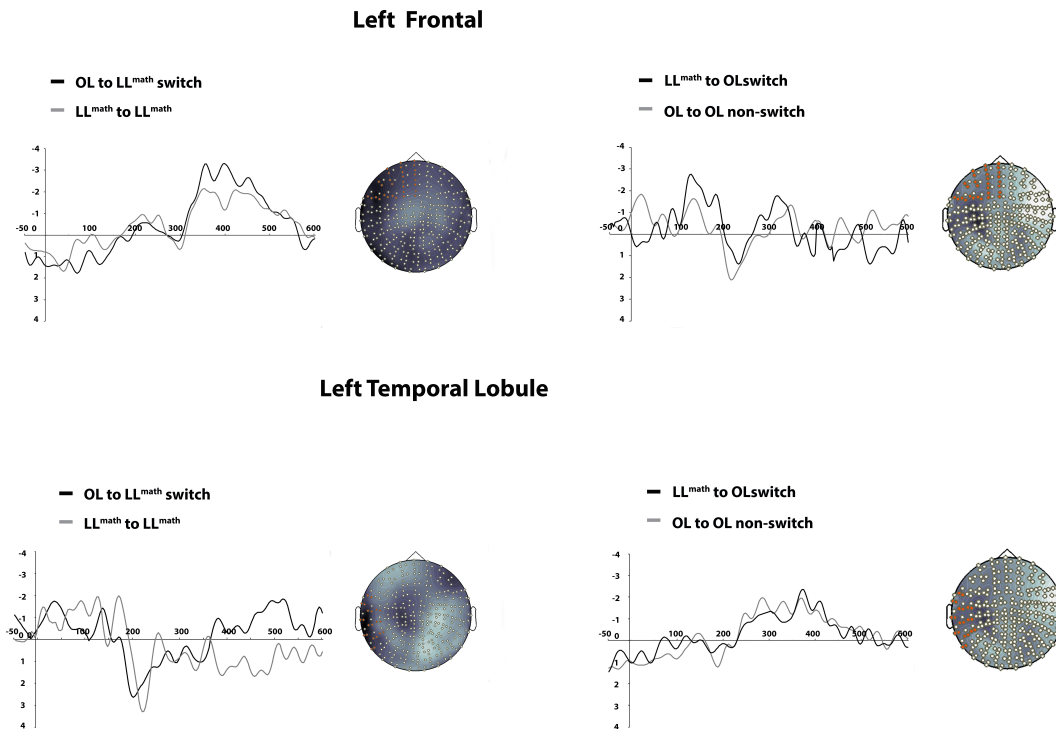 Left Frontal
OL to LLmath switch
LLmath to LLmath
LLmath to OLswitch
OL to OL non-switch
-4
-3
-2
-1
-50 0 100 200 300 400 500 600
1
2
3
4
-4
-3
-2
-1
-50 0 100 200 300 400 500 600
1
2
3
4
Left Temporal Lobule
OL to LLmath switch
LLmath to LLmath
LLmath to OLswitch
OL to OL non-switch
-4
-3
-2
-1
-50 0 100 200 300 400 500 600
1
2
3
4
-4
-3
-2
-1
-50 0 100 200 300 400 500 600
1
2
3
4